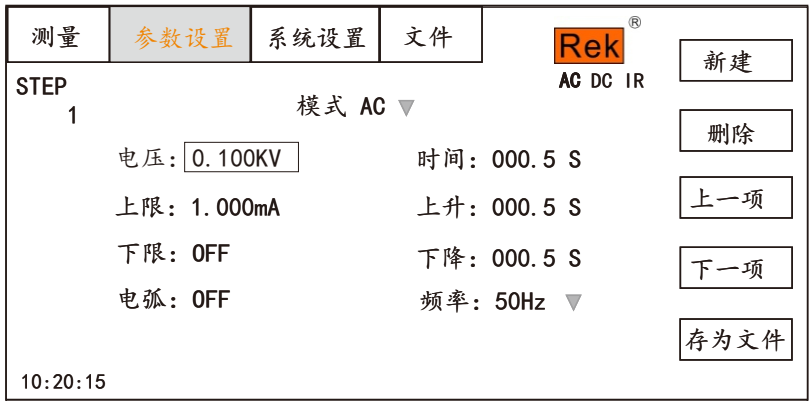 测量 参数设置 系统设置 文件
Rek®
AC DC IR
STEP
1
模式 AC ▼
电压: 0.100KV 时间: 000.5 S
上限: 1.000mA 上升: 000.5 S
下限: OFF 下降: 000.5 S
电弧: OFF 频率: 50Hz ▼
新建
删除
上一项
下一项
存为文件
10:20:15